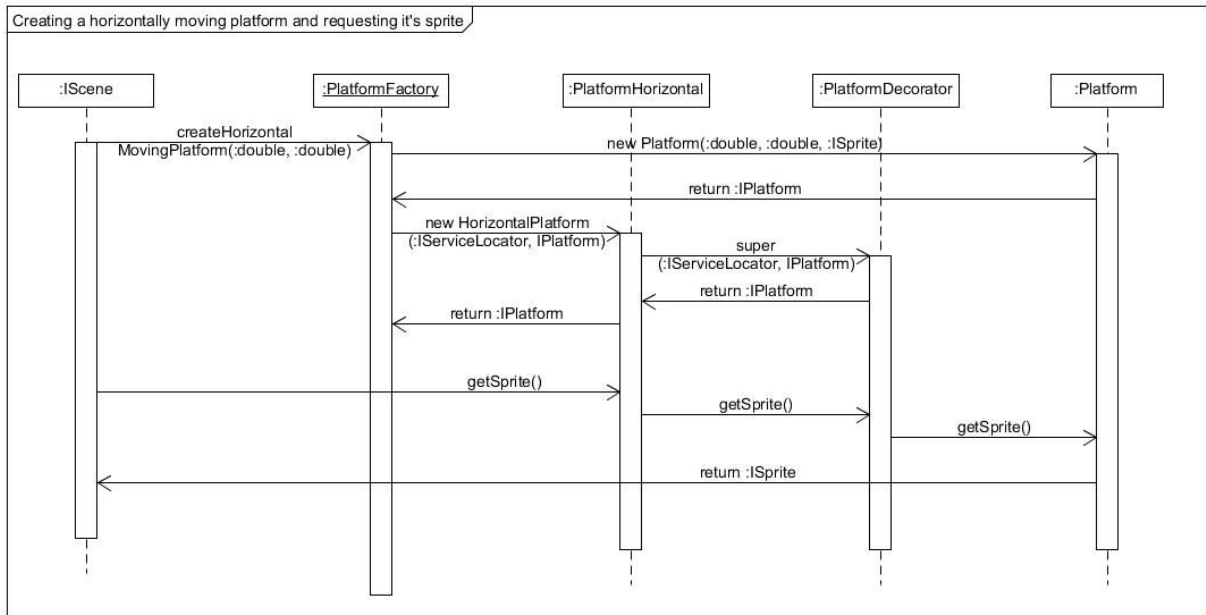 Creating a horizontally moving platform and requesting it's sprite
:IScene
:PlatformFactory
:PlatformHorizontal
:PlatformDecorator
:Platform
createHorizontal
MovingPlatform(:double, :double)
new Platform(:double, :double, :ISprite)
return :IPlatform
new HorizontalPlatform
(:IServiceLocator, IPlatform)
super
(:IServiceLocator, IPlatform)
return :IPlatform
return :IPlatform
getSprite()
getSprite()
getSprite()
return :ISprite